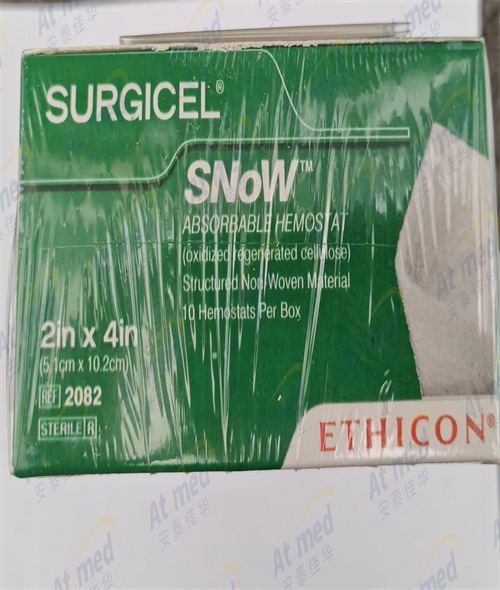 SURGICEL®
SNoW™
ABSORBABLE HEMOSTAT
(oxidized regenerated cellulose)
Structured Non-Woven Material
10 Hemostats Per Box
2in x 4in
(5.1cm x 10.2cm)
REF 2082
STERILE R
ETHICON®
At med
安泰佳华